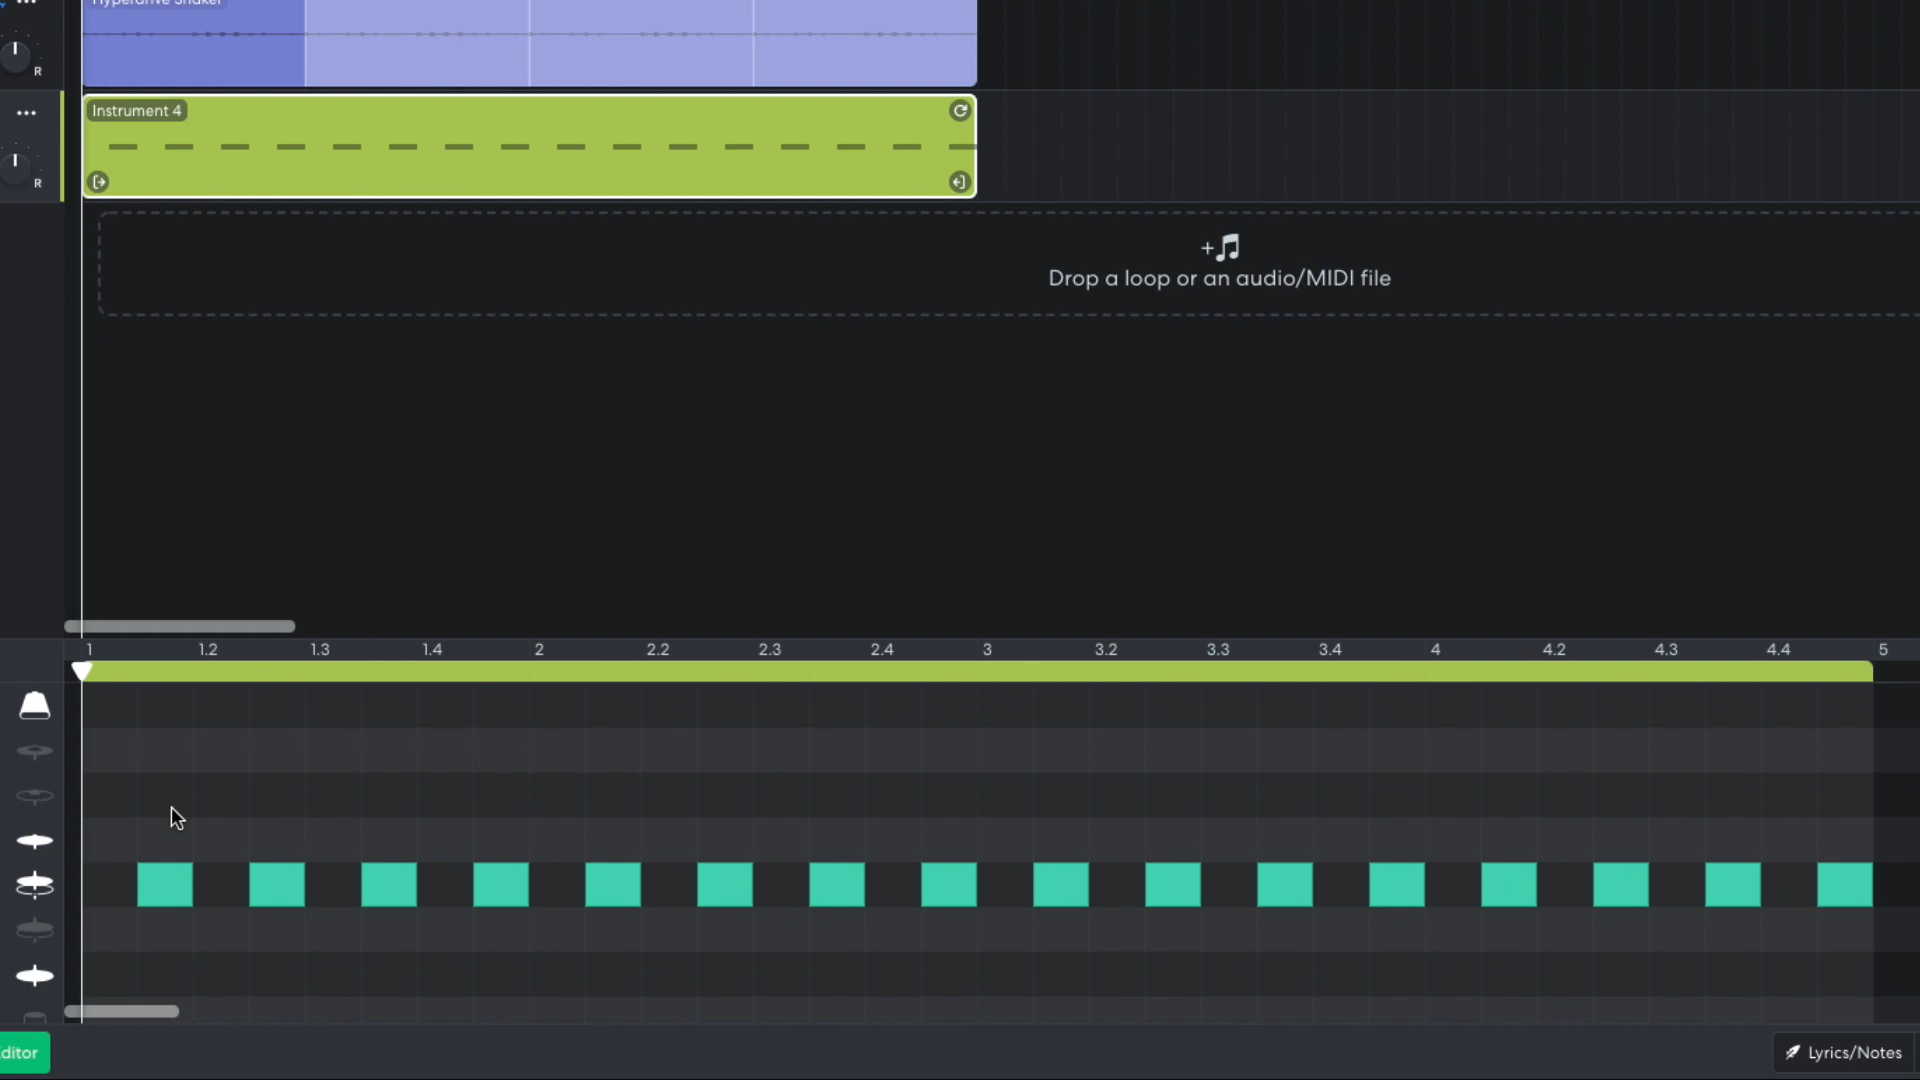 Hyperdrive Shaker
R
Instrument 4
R
+
Drop a loop or an audio/MIDI file
1 1.2 1.3 1.4 2 2.2 2.3 2.4 3 3.2 3.3 3.4 4 4.2 4.3 4.4 5
ditor
Lyrics/Notes